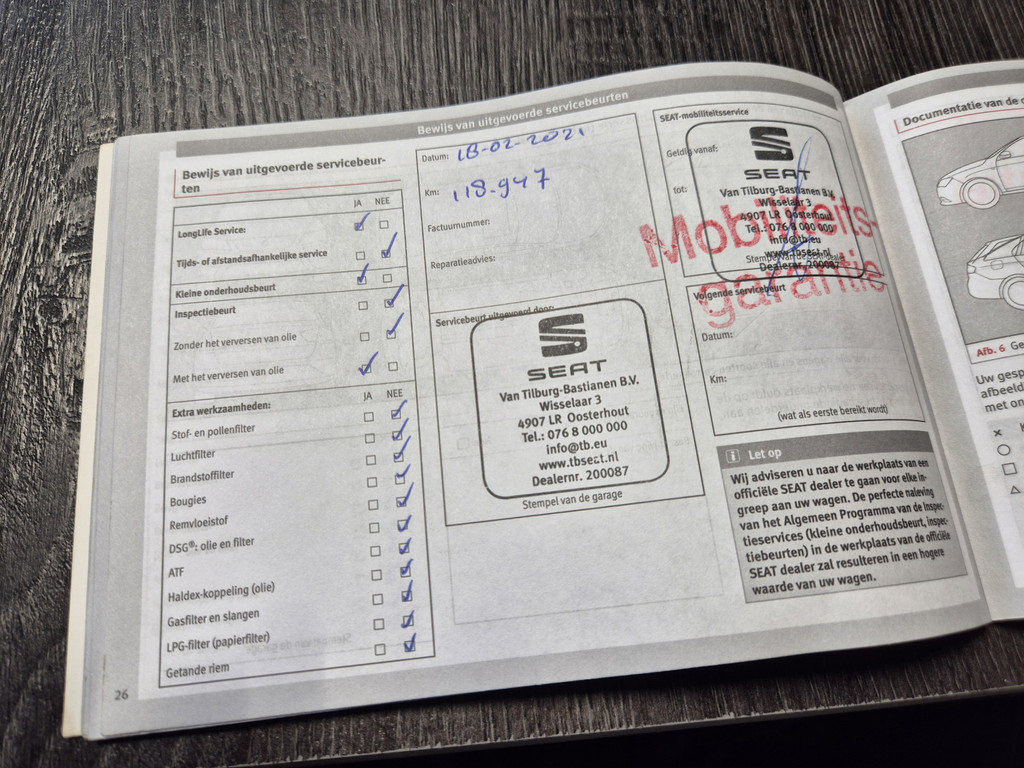 Bewijs van uitgevoerde servicebeurten
Bewijs van uitgevoerde servicebeur-
ten
JA NEE
LongLife Service:
Tijds- of afstandsafhankelijke service
Kleine onderhoudsbeurt
Inspectiebeurt
Zonder het verversen van olie
Met het verversen van olie
JA NEE
Extra werkzaamheden:
Stof- en pollenfilter
Luchtfilter
Brandstoffilter
Bougies
Remvloeistof
DSG®: olie en filter
ATF
Haldex-koppeling (olie)
Gasfilter en slangen
LPG-filter (papierfilter)
Getande riem
26
Datum: 18-02-2021
Km: 118.947
Factuurnummer:
Reparatieadvies:
Servicebeurt uitgevoerd door:
SEAT
Van Tilburg-Bastianen B.V.
Wisselaar 3
4907 LR Oosterhout
Tel.: 076 8 000 000
info@tb.eu
www.tbseat.nl
Dealernr. 200087
Stempel van de garage
SEAT-mobiliteitsservice
Geldig vanaf:
tot:
SEAT
Van Tilburg-Bastianen B.V.
Wisselaar 3
4907 LR Oosterhout
Tel.: 076 8 000 000
info@tb.eu
www.tbseat.nl
Dealernr. 200087
Mobiliteits-
garantie
Volgende servicebeurt
Datum:
Km:
(wat als eerste bereikt wordt)
i Let op
Wij adviseren u naar de werkplaats van een
officiële SEAT dealer te gaan voor elke in-
greep aan uw wagen. De perfecte naleving
van het Algemeen Programma van de Inspec-
tieservices (kleine onderhoudsbeurt, inspec-
tiebeurten) in de werkplaats van de officiële
SEAT dealer zal resulteren in een hogere
waarde van uw wagen.
Documentatie van de
Afb. 6
Uw
met